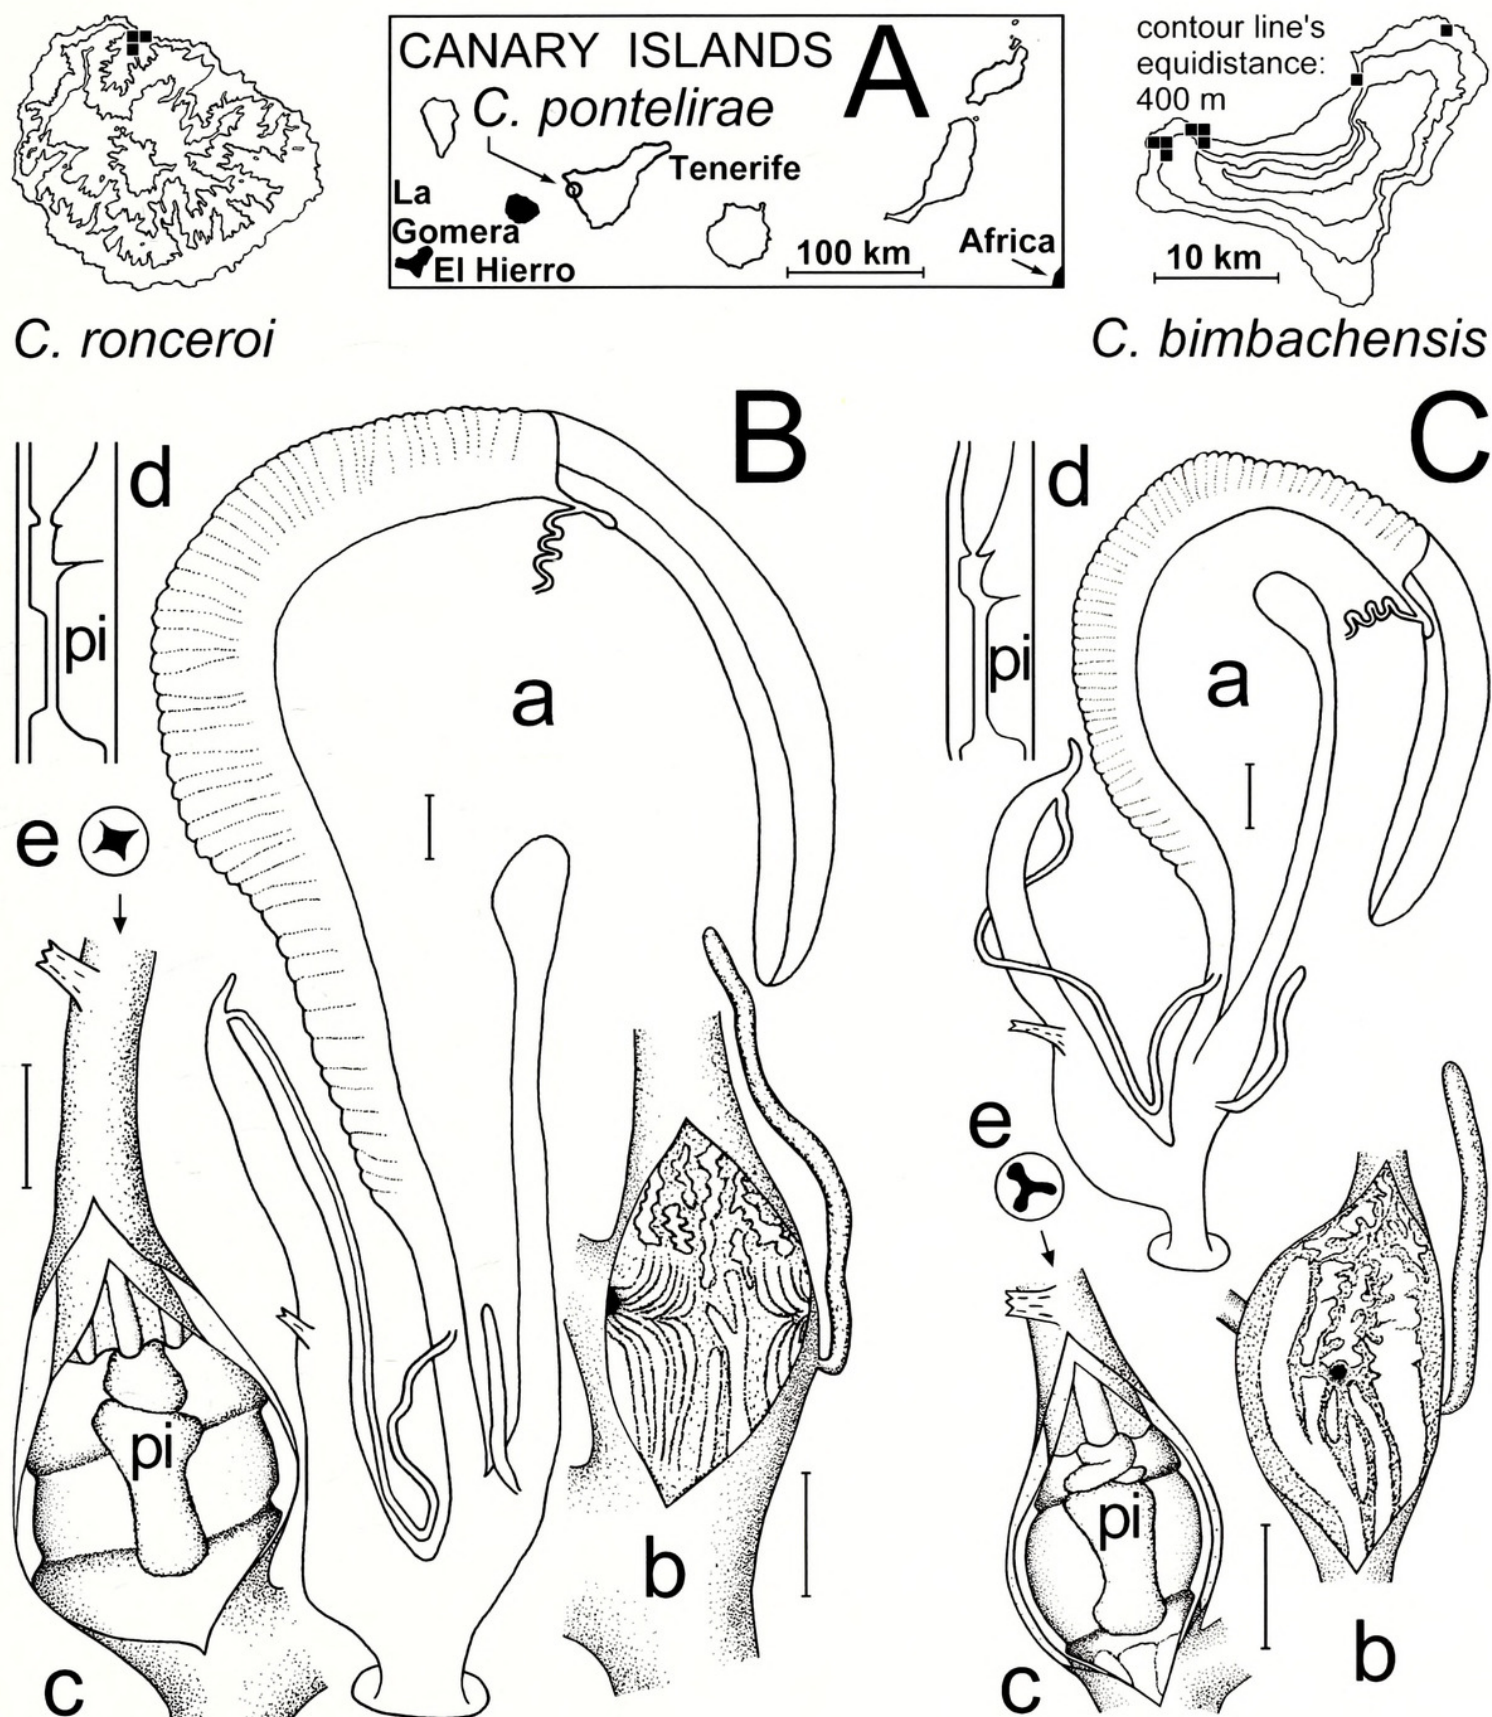 CANARY ISLANDS
A
C. pontelirae
Tenerife
La
Gomera
El Hierro
100 km
Africa
contour line's
equidistance:
400 m
10 km
C. ronceroi
C. bimbachensis
B
d
pi
a
e
pi
c
b
C
d
pi
a
e
pi
c
b